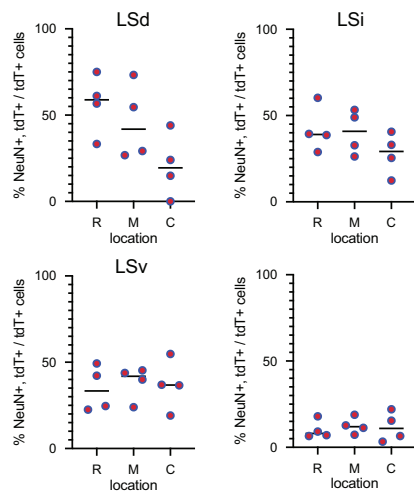 LSd
% NeuN+, tdT+ / tdT+ cells
100
50
0
R M C
location
LSi
% NeuN+, tdT+ / tdT+ cells
100
50
0
R M C
location
LSv
% NeuN+, tdT+ / tdT+ cells
100
50
0
R M C
location
% NeuN+, tdT+ / tdT+ cells
100
50
0
R M C
location